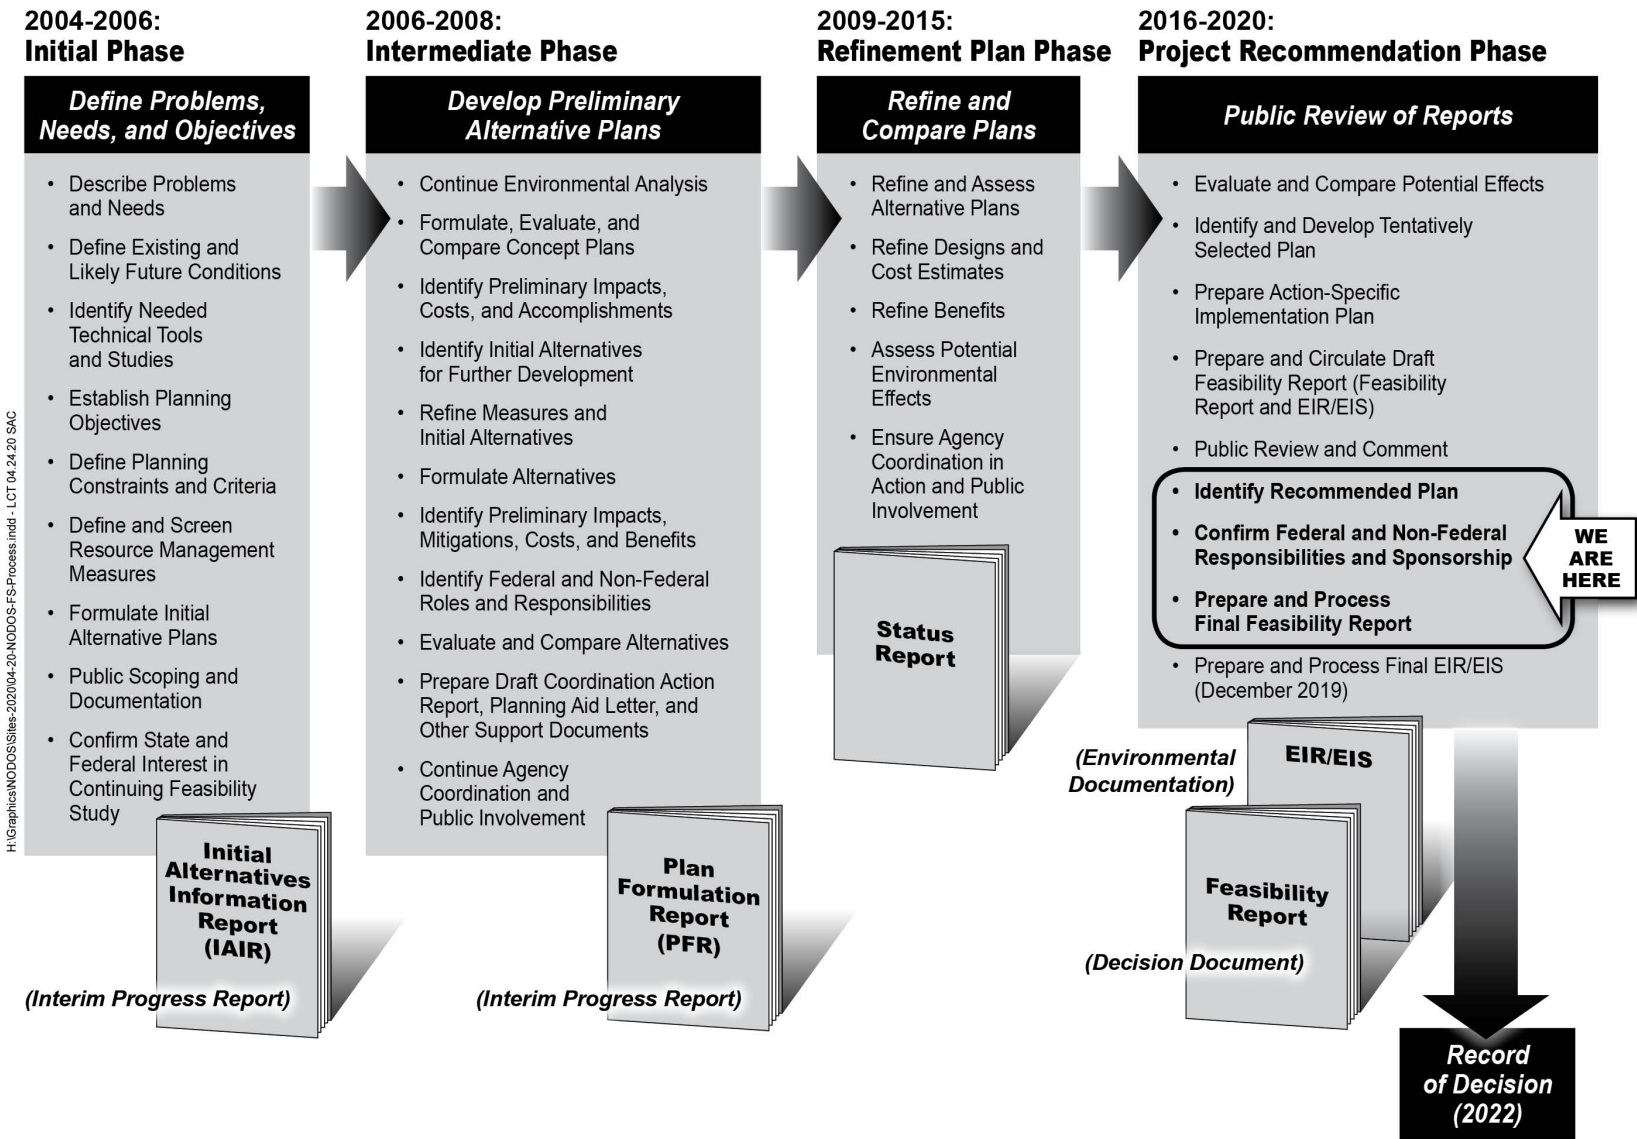 2004-2006:
Initial Phase
Define Problems,
Needs, and Objectives
• Describe Problems
and Needs
• Define Existing and
Likely Future Conditions
• Identify Needed
Technical Tools
and Studies
• Establish Planning
Objectives
• Define Planning
Constraints and Criteria
• Define and Screen
Resource Management
Measures
• Formulate Initial
Alternative Plans
• Public Scoping and
Documentation
• Confirm State and
Federal Interest in
Continuing Feasibility
Study
Initial
Alternatives
Information
Report
(IAIR)
(Interim Progress Report)
2006-2008:
Intermediate Phase
Develop Preliminary
Alternative Plans
• Continue Environmental Analysis
• Formulate, Evaluate, and
Compare Concept Plans
• Identify Preliminary Impacts,
Costs, and Accomplishments
• Identify Initial Alternatives
for Further Development
• Refine Measures and
Initial Alternatives
• Formulate Alternatives
• Identify Preliminary Impacts,
Mitigations, Costs, and Benefits
• Identify Federal and Non-Federal
Roles and Responsibilities
• Evaluate and Compare Alternatives
• Prepare Draft Coordination Action
Report, Planning Aid Letter, and
Other Support Documents
• Continue Agency
Coordination and
Public Involvement
Plan
Formulation
Report
(PFR)
(Interim Progress Report)
2009-2015:
Refinement Plan Phase
Refine and
Compare Plans
• Refine and Assess
Alternative Plans
• Refine Designs and
Cost Estimates
• Refine Benefits
• Assess Potential
Environmental
Effects
• Ensure Agency
Coordination in
Action and Public
Involvement
Status
Report
2016-2020:
Project Recommendation Phase
Public Review of Reports
• Evaluate and Compare Potential Effects
• Identify and Develop Tentatively
Selected Plan
• Prepare Action-Specific
Implementation Plan
• Prepare and Circulate Draft
Feasibility Report (Feasibility
Report and EIR/EIS)
• Public Review and Comment
• Identify Recommended Plan
• Confirm Federal and Non-Federal
Responsibilities and Sponsorship
• Prepare and Process
Final Feasibility Report
WE
ARE
HERE
• Prepare and Process Final EIR/EIS
(December 2019)
(Environmental
Documentation)
EIR/EIS
Feasibility
Report
(Decision Document)
Record
of Decision
(2022)
H:\Graphics\NODOS\Sites-2020\04-20-NODOS-FS-Process.indd - LCT 04.24.20 SAC